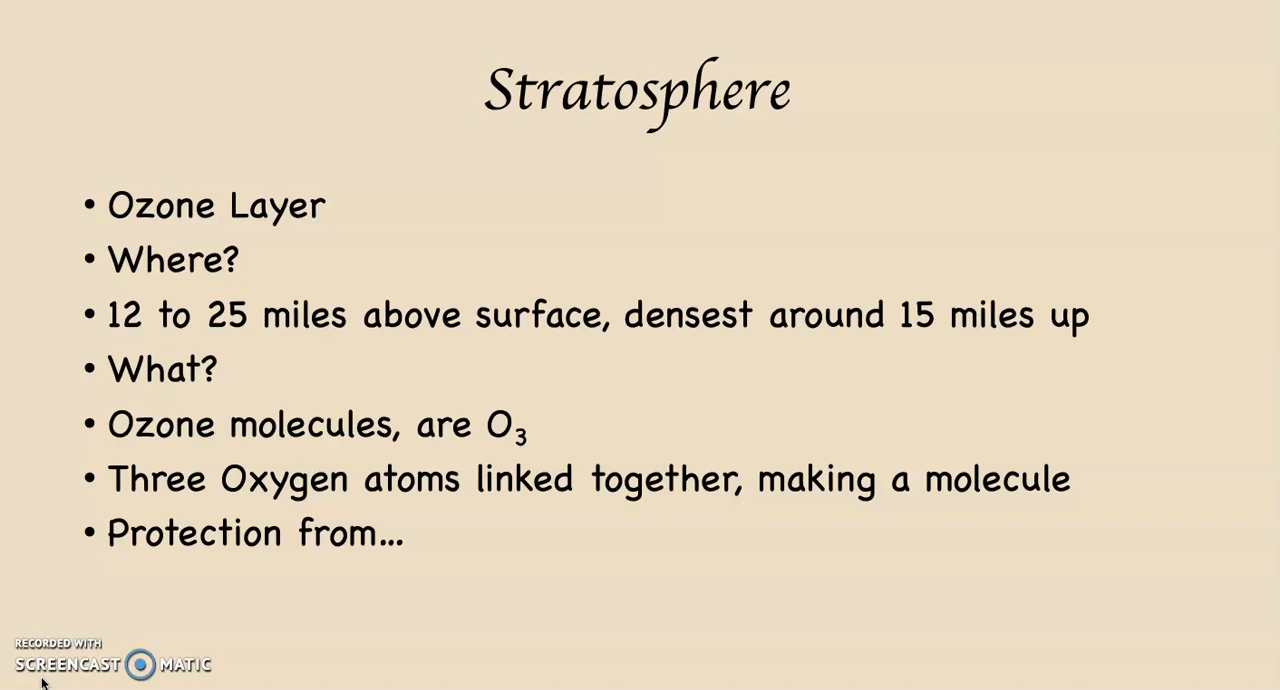 Stratosphere
• Ozone Layer
• Where?
• 12 to 25 miles above surface, densest around 15 miles up
• What?
• Ozone molecules, are O₃
• Three Oxygen atoms linked together, making a molecule
• Protection from...
RECORDED WITH
SCREENCAST MATIC